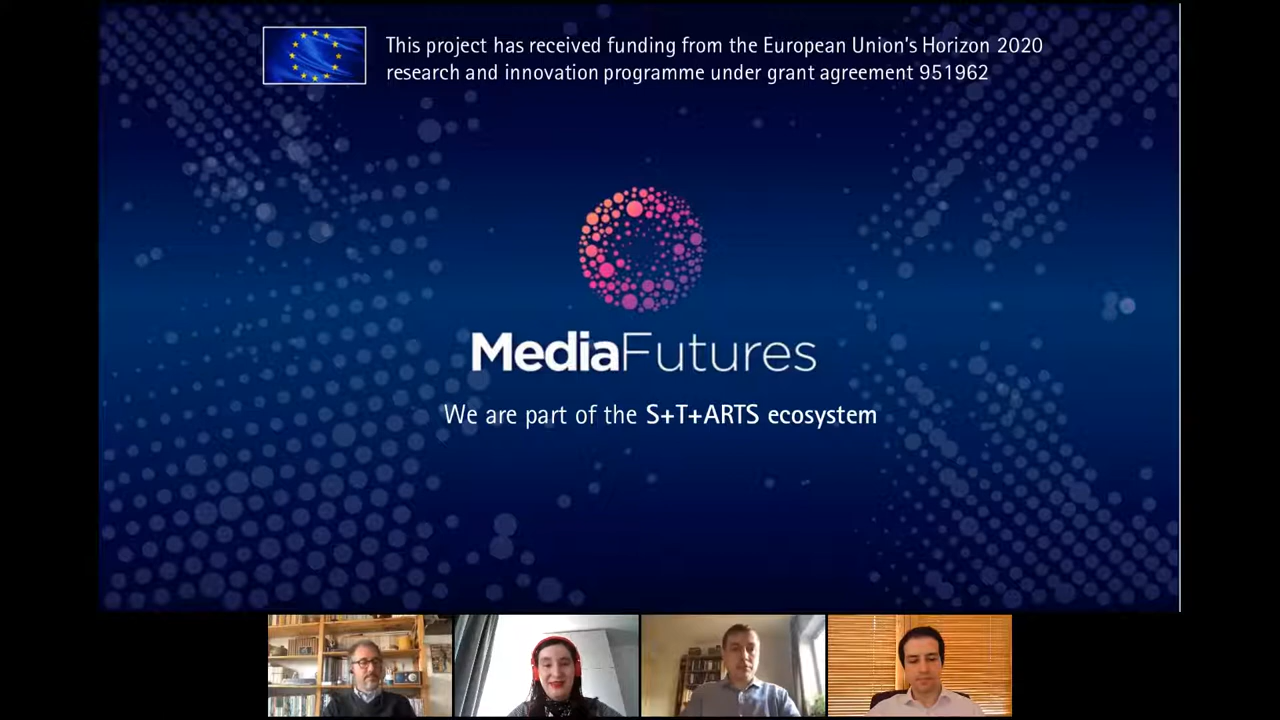 This project has received funding from the European Union's Horizon 2020
research and innovation programme under grant agreement 951962
MediaFutures
We are part of the S+T+ARTS ecosystem